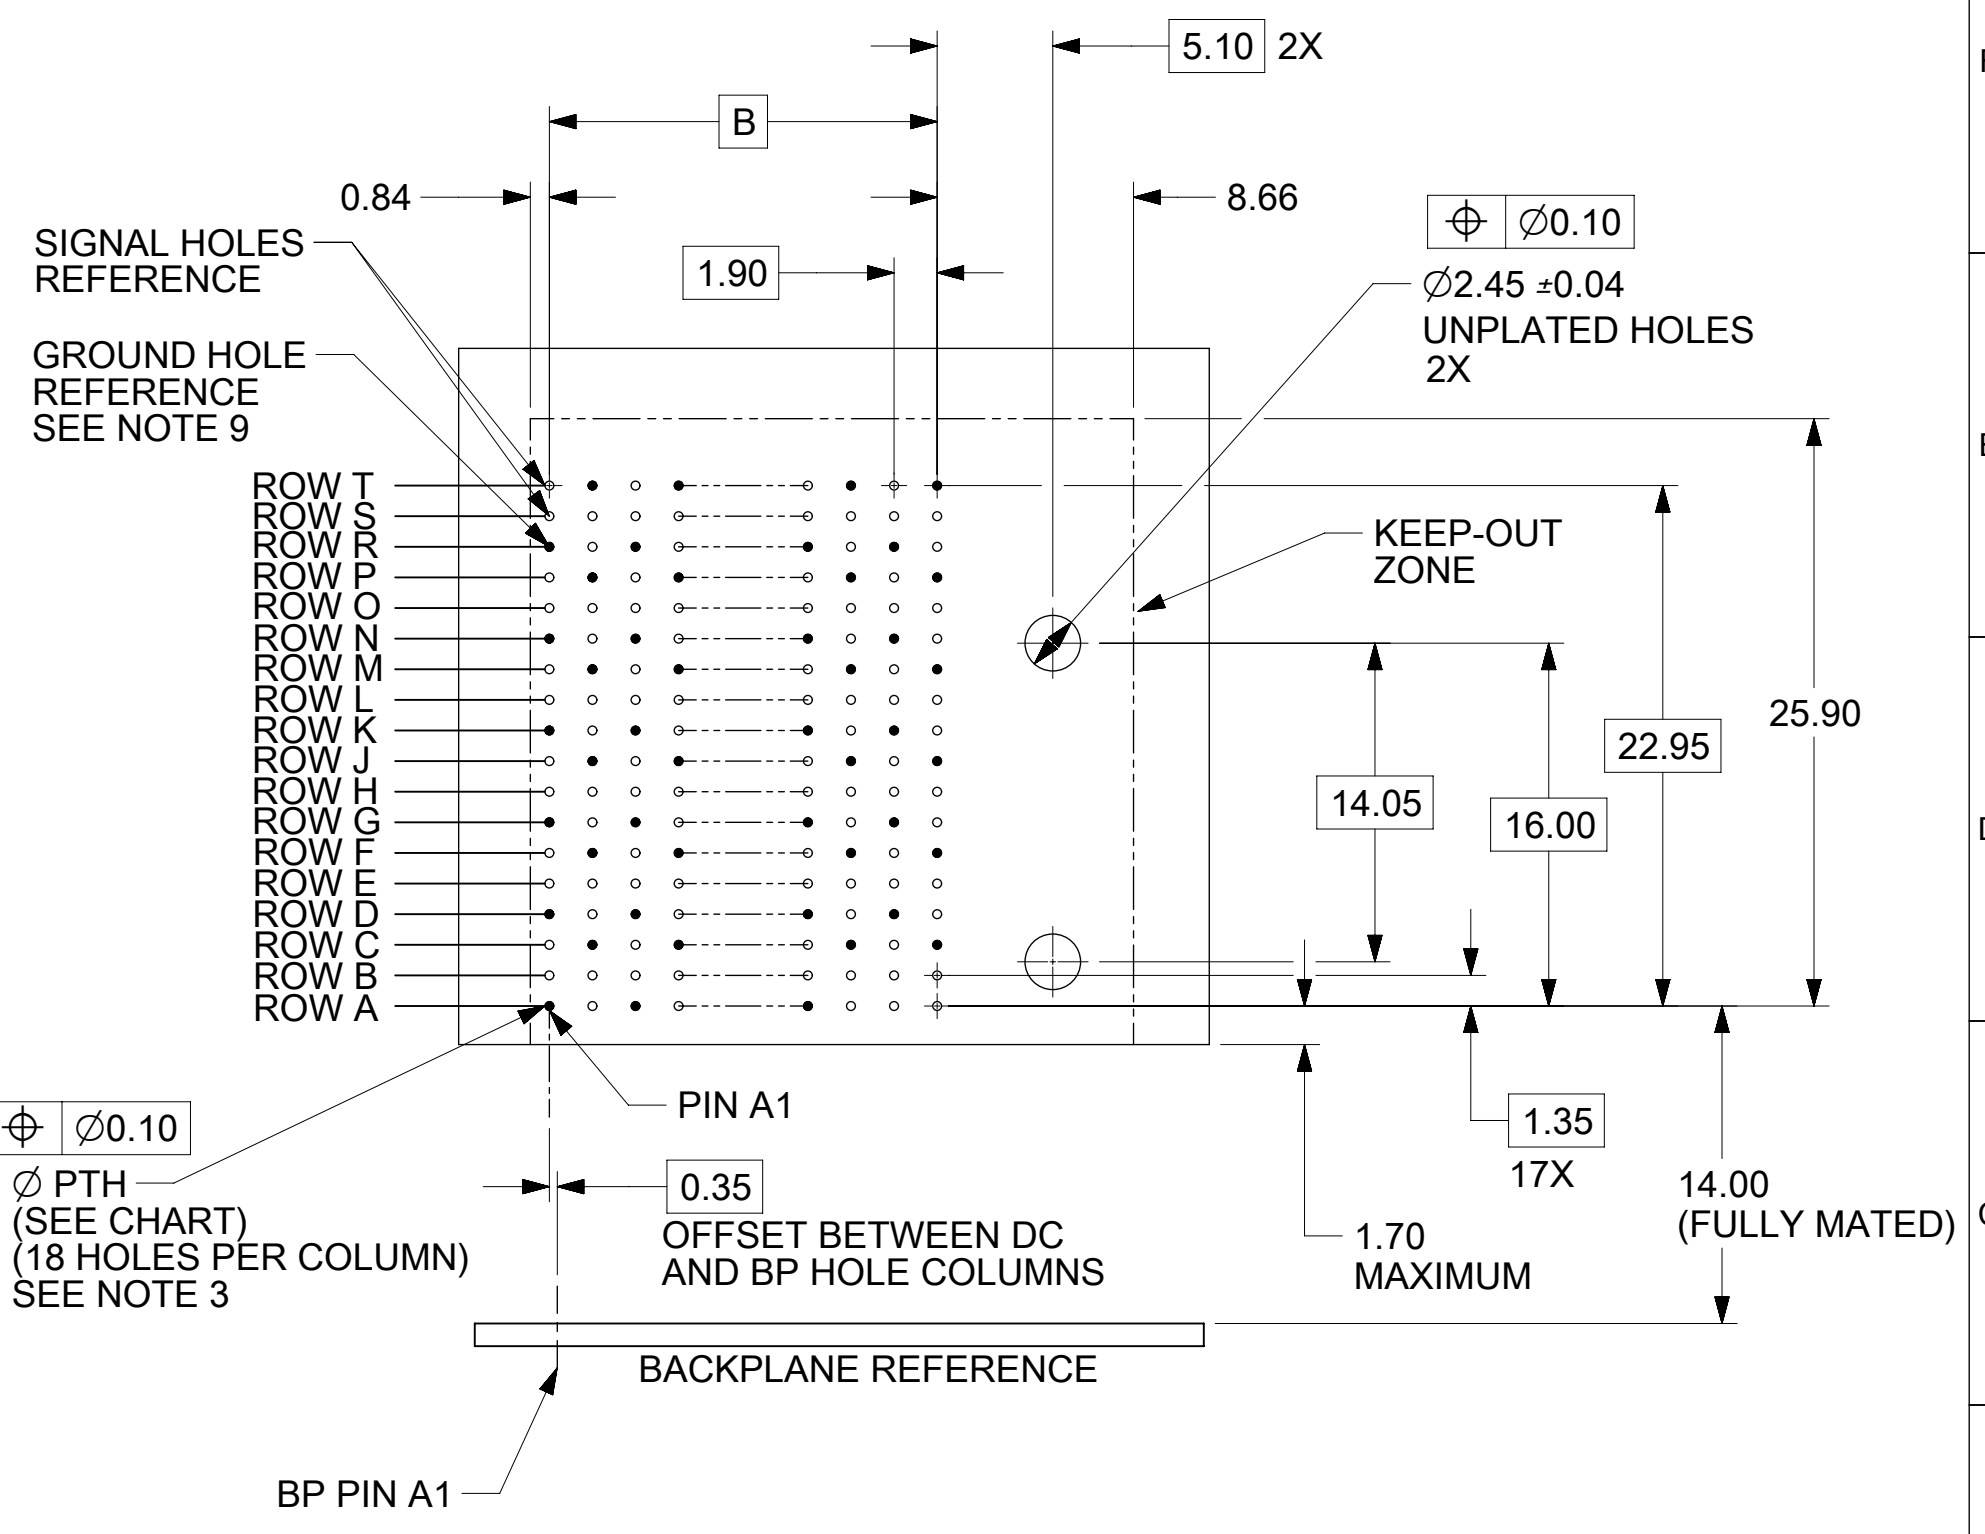 5.10 2X
B
0.84
8.66
SIGNAL HOLES
REFERENCE
1.90
⌖ ∅0.10
∅2.45 ±0.04
UNPLATED HOLES
2X
GROUND HOLE
REFERENCE
SEE NOTE 9
ROW T
ROW S
ROW R
ROW P
ROW O
ROW N
ROW M
ROW L
ROW K
ROW J
ROW H
ROW G
ROW F
ROW E
ROW D
ROW C
ROW B
ROW A
KEEP-OUT
ZONE
25.90
22.95
14.05
16.00
PIN A1
⌖ ∅0.10
∅ PTH
(SEE CHART)
(18 HOLES PER COLUMN)
SEE NOTE 3
0.35
OFFSET BETWEEN DC
AND BP HOLE COLUMNS
1.35
17X
1.70
MAXIMUM
14.00
(FULLY MATED)
BACKPLANE REFERENCE
BP PIN A1